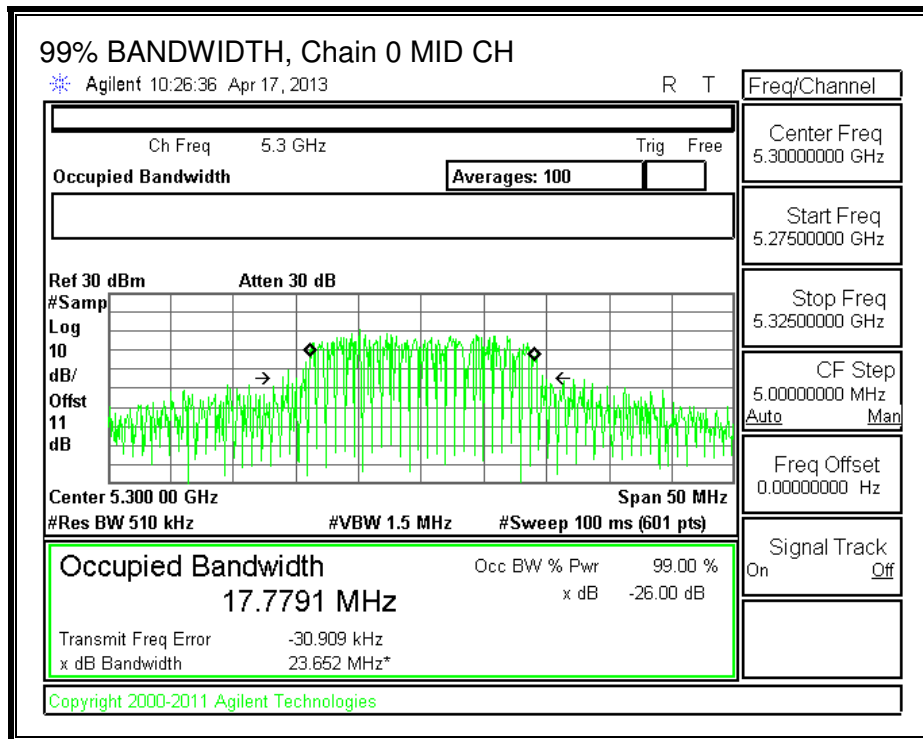 99% BANDWIDTH, Chain 0 MID CH
Agilent 10:26:36 Apr 17, 2013 R T
Freq/Channel
Ch Freq 5.3 GHz Trig Free
Occupied Bandwidth Averages: 100
Center Freq
5.30000000 GHz
Start Freq
5.27500000 GHz
Stop Freq
5.32500000 GHz
CF Step
5.00000000 MHz
Auto Man
Freq Offset
0.00000000 Hz
Signal Track
On Off
Ref 30 dBm Atten 30 dB
#Samp
Log
10
dB/
Offst
11
dB
Center 5.300 00 GHz Span 50 MHz
#Res BW 510 kHz #VBW 1.5 MHz #Sweep 100 ms (601 pts)
Occupied Bandwidth Occ BW % Pwr 99.00 %
17.7791 MHz x dB -26.00 dB
Transmit Freq Error -30.909 kHz
x dB Bandwidth 23.652 MHz*
Copyright 2000-2011 Agilent Technologies